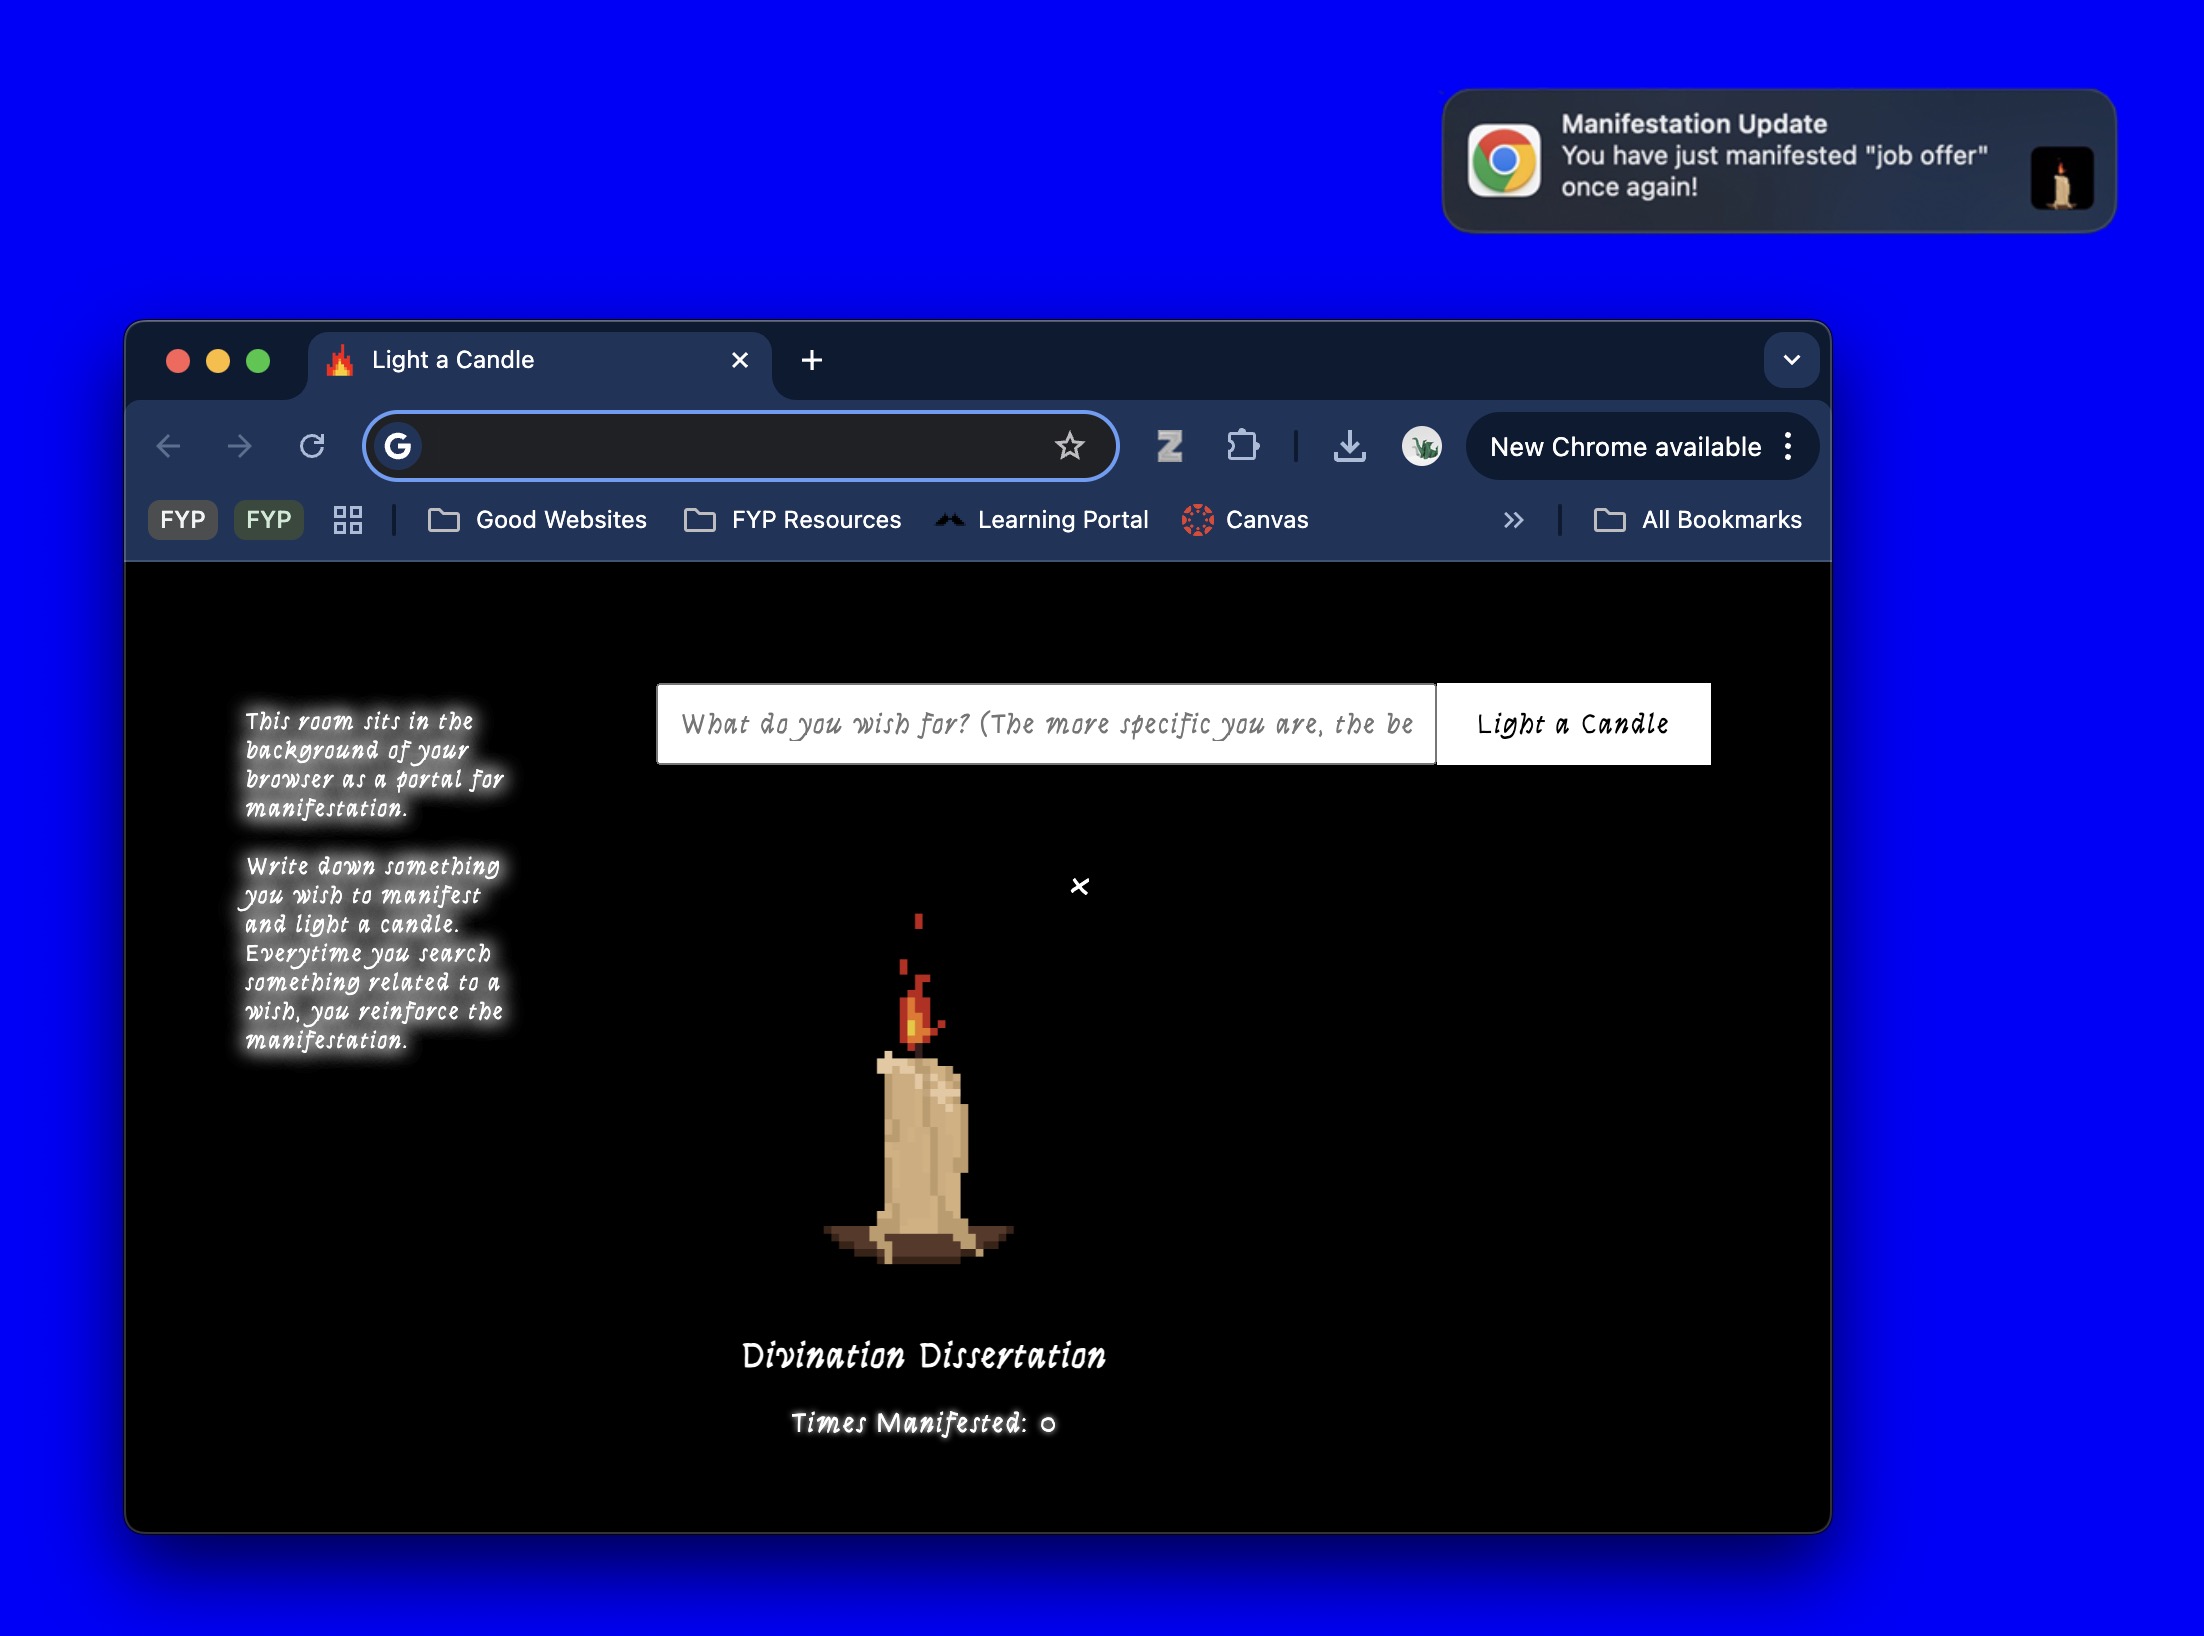 Manifestation Update
You have just manifested "job offer"
once again!
Light a Candle
New Chrome available
FYP
FYP
Good Websites
FYP Resources
Learning Portal
Canvas
All Bookmarks
This room sits in the
background of your
browser as a portal for
manifestation.
Write down something
you wish to manifest
and light a candle.
Everytime you search
something related to a
wish, you reinforce the
manifestation.
What do you wish for? (The more specific you are, the be
Light a Candle
Divination Dissertation
Times Manifested: 0